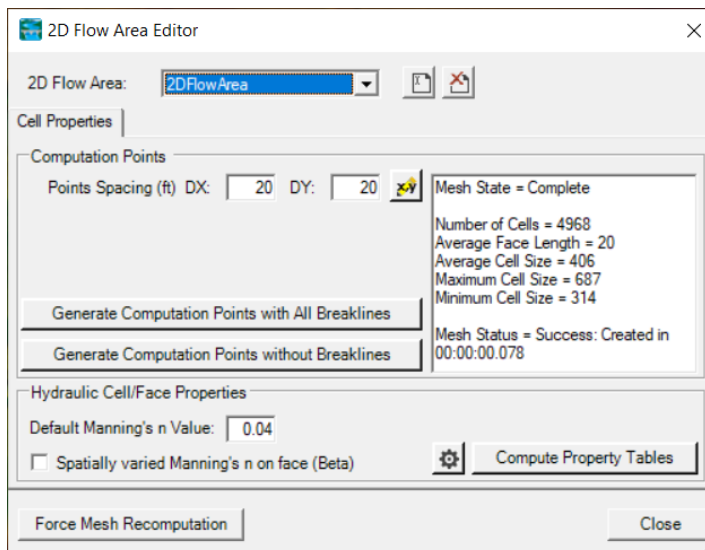 2D Flow Area Editor
2D Flow Area: 2DFlowArea
Cell Properties
Computation Points
Points Spacing (ft) DX: 20 DY: 20 x-y
Mesh State = Complete
Number of Cells = 4968
Average Face Length = 20
Average Cell Size = 406
Maximum Cell Size = 687
Minimum Cell Size = 314
Mesh Status = Success: Created in
00:00:00.078
Generate Computation Points with All Breaklines
Generate Computation Points without Breaklines
Hydraulic Cell/Face Properties
Default Manning's n Value: 0.04
Spatially varied Manning's n on face (Beta)
Compute Property Tables
Force Mesh Recomputation
Close